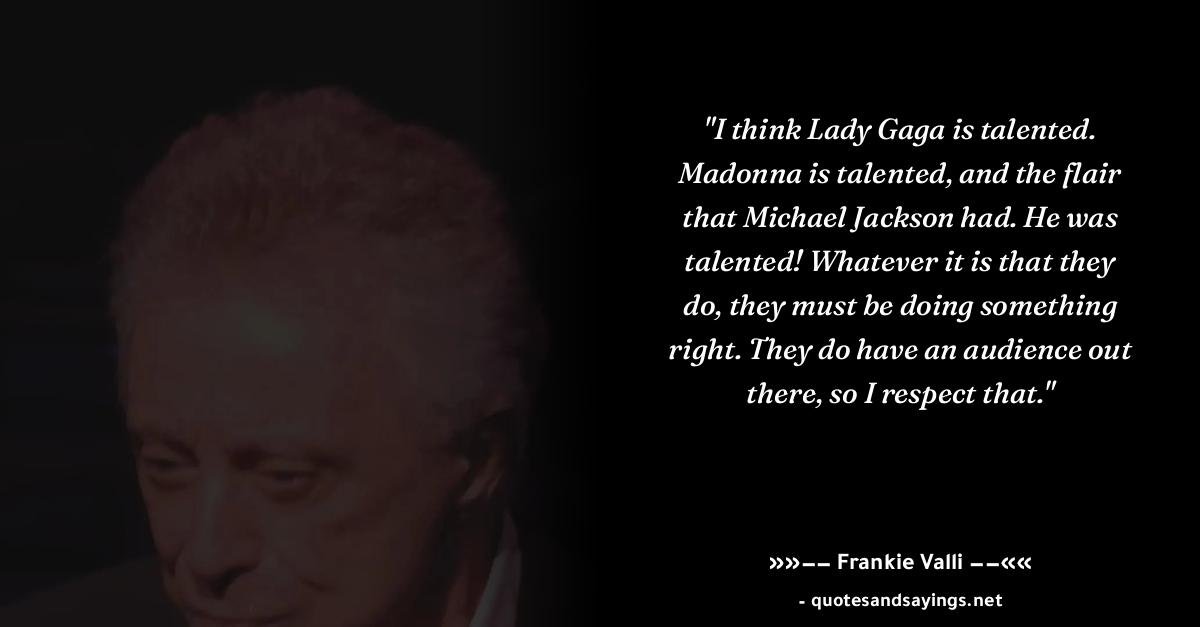 "I think Lady Gaga is talented.
Madonna is talented, and the flair
that Michael Jackson had. He was
talented! Whatever it is that they
do, they must be doing something
right. They do have an audience out
there, so I respect that."
»»−− Frankie Valli −−««
- quotesandsayings.net